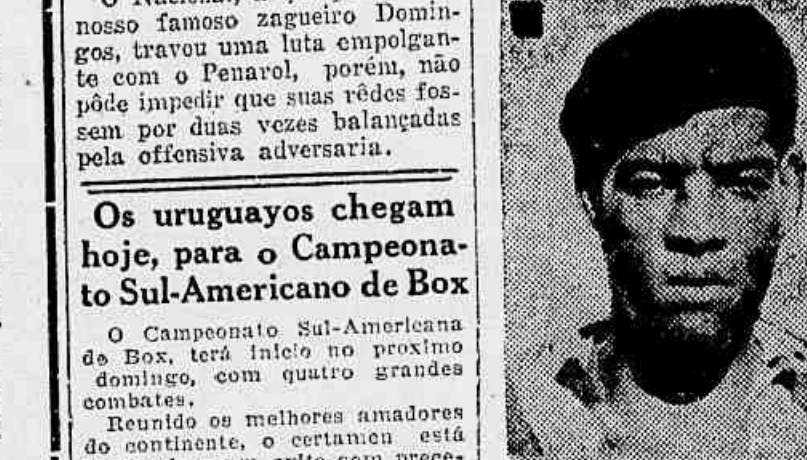 O Nacional,
nosso famoso zagueiro Domin-
gos, travou uma luta empolgan-
te com o Penarol, porém, não
pôde impedir que suas rêdes fos-
sem por duas vezes balançadas
pela offensiva adversaria.
Os uruguayos chegam
hoje, para o Campeona-
to Sul-Americano de Box
O Campeonato Sul-Americana
de Box, terá inicio no proximo
domingo, com quatro grandes
combates.
Reunido os melhores amadores
do continente, o certamen está